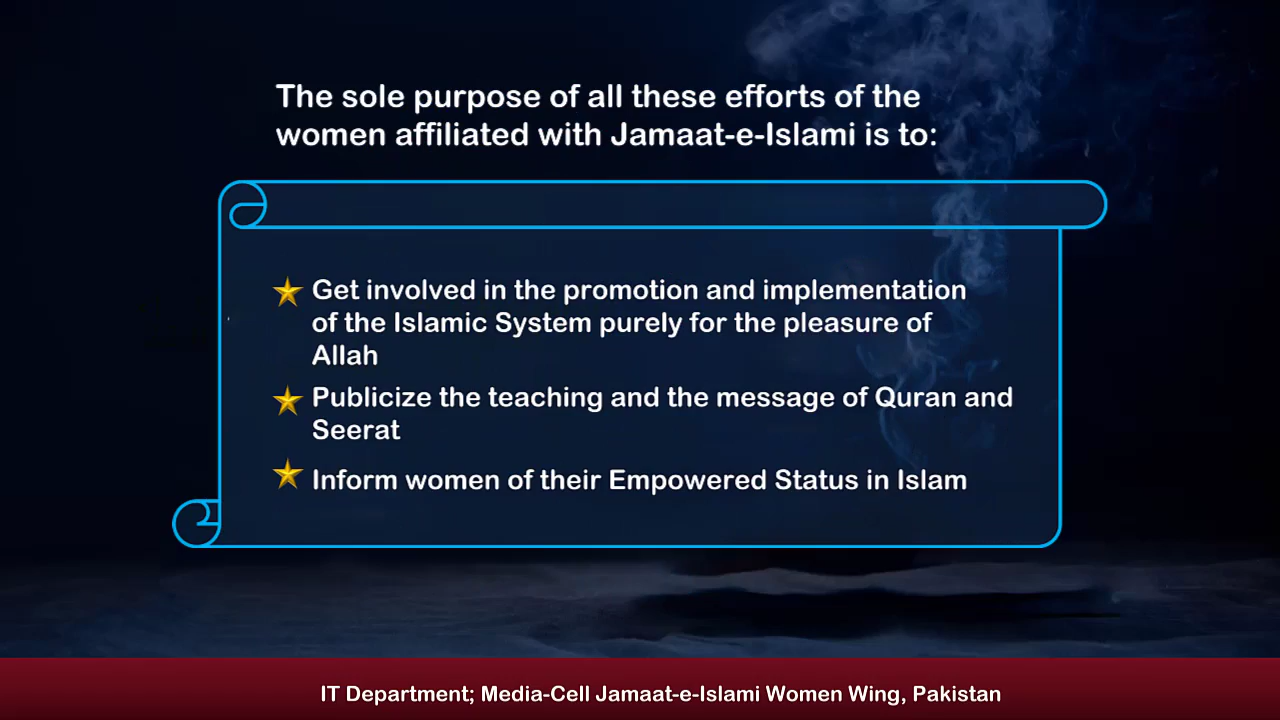 The sole purpose of all these efforts of the
women affiliated with Jamaat-e-Islami is to:
Get involved in the promotion and implementation
of the Islamic System purely for the pleasure of
Allah
Publicize the teaching and the message of Quran and
Seerat
Inform women of their Empowered Status in Islam
IT Department; Media-Cell Jamaat-e-Islami Women Wing, Pakistan